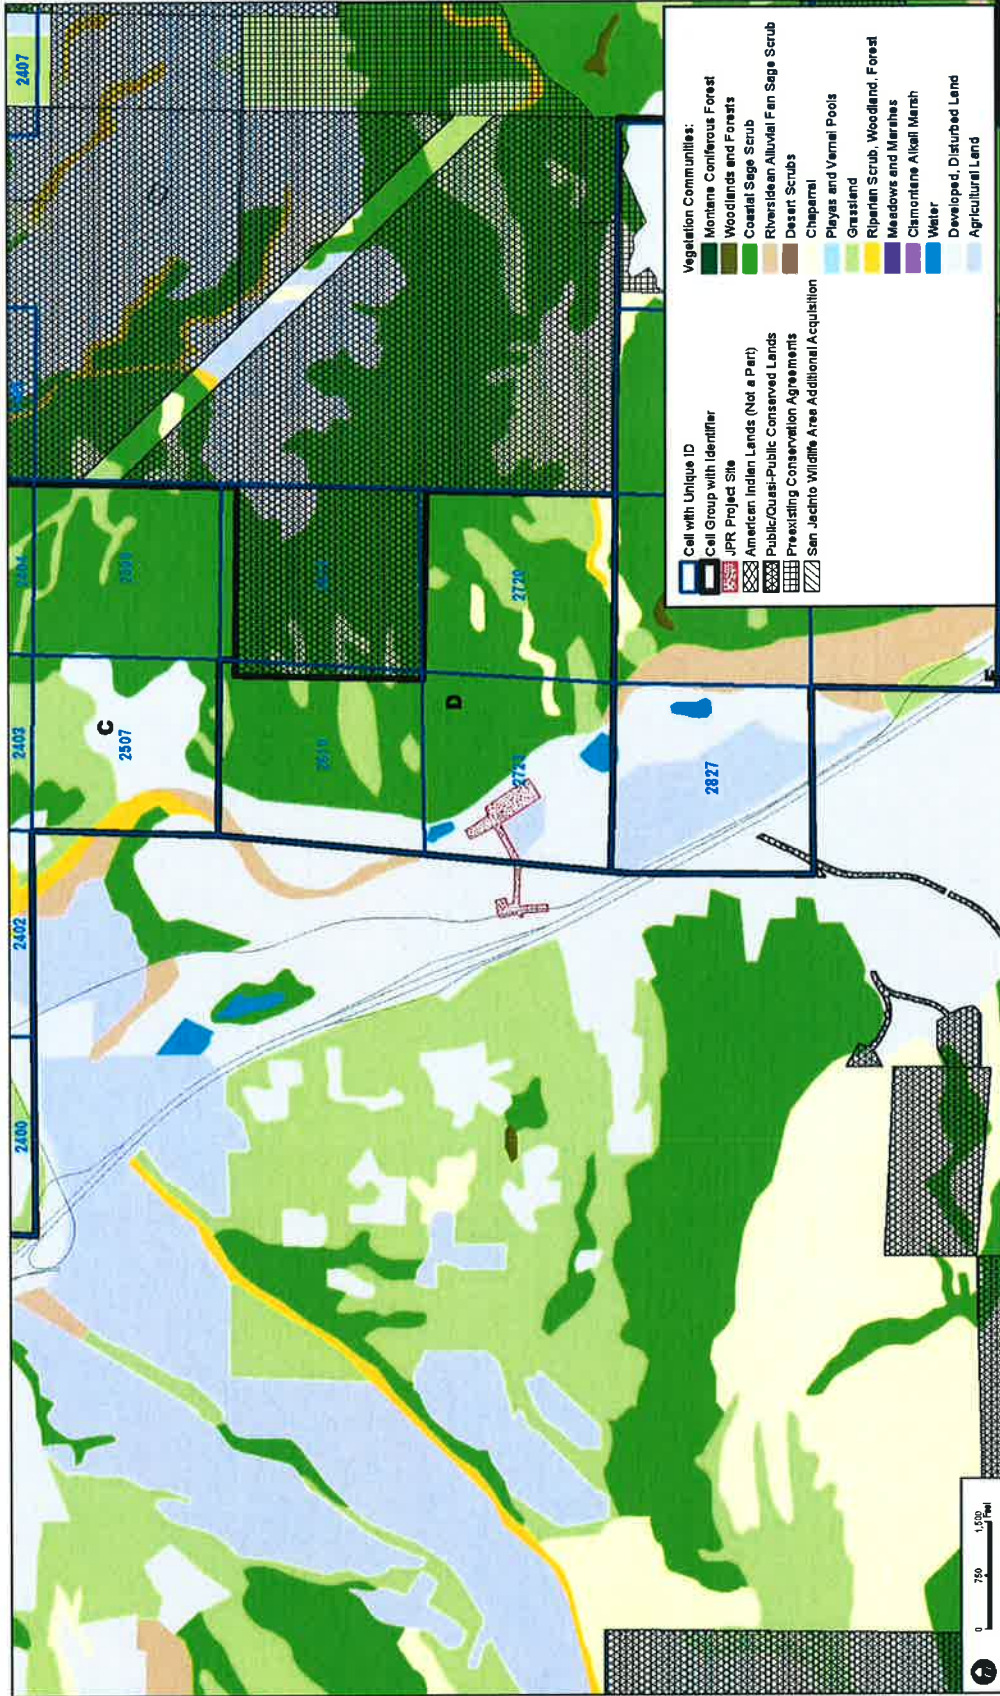 2400
2402
2403
2404
2407
C
2507
D
2720
2827
E
Cell with Unique ID
Cell Group with Identifier
JPR Project Site
American Indian Lands (Not a Part)
Public/Quasi-Public Conserved Lands
Preexisting Conservation Agreements
San Jacinto Wildlife Area Additional Acquisition
Vegetation Communities:
Montane Coniferous Forest
Woodlands and Forests
Coastal Sage Scrub
Riversidean Alluvial Fan Sage Scrub
Desert Scrubs
Chaparral
Playas and Vernal Pools
Grassland
Riparian Scrub, Woodland, Forest
Meadows and Marshes
Cismontane Alkali Marsh
Water
Developed, Disturbed Land
Agricultural Land
0 750 1,500
Feet